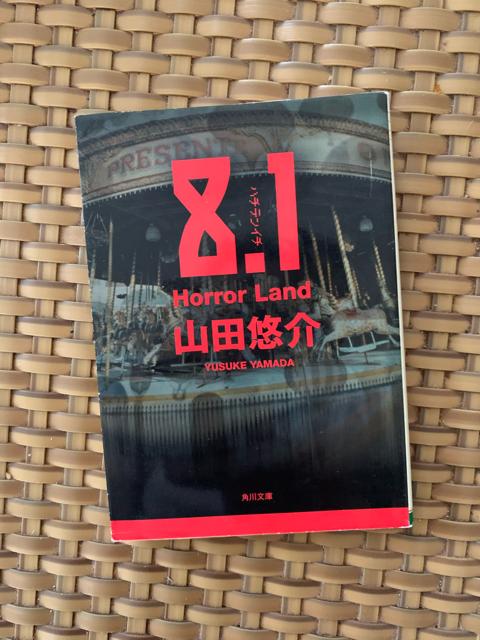 PRESENT
8.1
ハチテンイチ
Horror Land
山田悠介
YUSUKE YAMADA
角川文庫